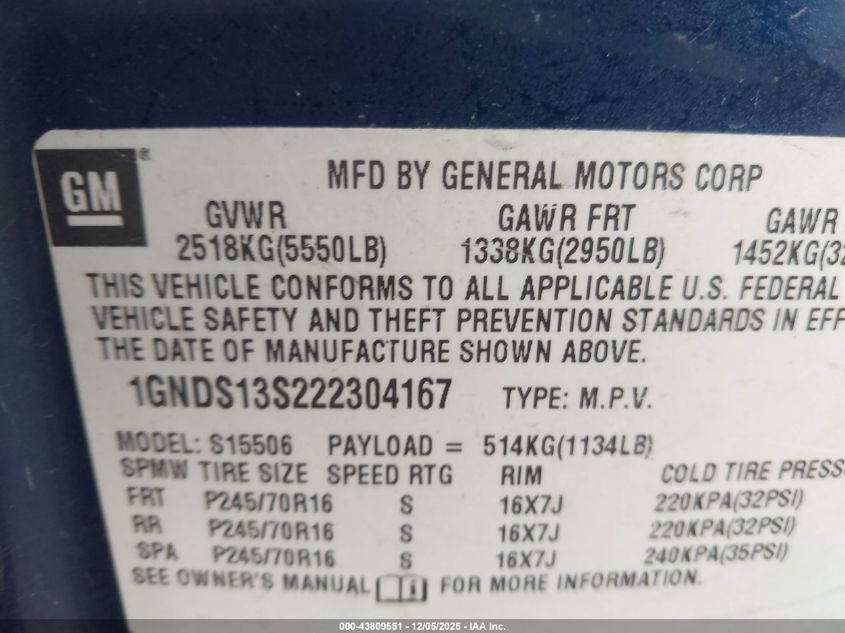 GM ®
MFD BY GENERAL MOTORS CORP
GVWR GAWR FRT GAWR
2518KG(5550LB) 1338KG(2950LB) 1452KG(32
THIS VEHICLE CONFORMS TO ALL APPLICABLE U.S. FEDERAL
VEHICLE SAFETY AND THEFT PREVENTION STANDARDS IN EFF
THE DATE OF MANUFACTURE SHOWN ABOVE.
1GNDS13S222304167 TYPE: M.P.V.
MODEL: S15506 PAYLOAD = 514KG(1134LB)
SPMW TIRE SIZE SPEED RTG RIM COLD TIRE PRESS
FRT P245/70R16 S 16X7J 220KPA(32PSI)
RR P245/70R16 S 16X7J 220KPA(32PSI)
SPA P245/70R16 S 16X7J 240KPA(35PSI)
SEE OWNER'S MANUAL i FOR MORE INFORMATION.
000-43809551 - 12/05/2025 - IAA Inc.